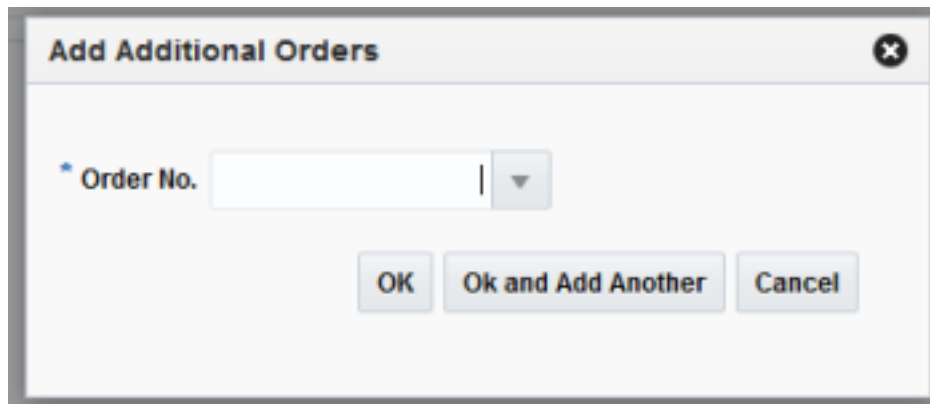 Add Additional Orders
* Order No.
OK Ok and Add Another Cancel